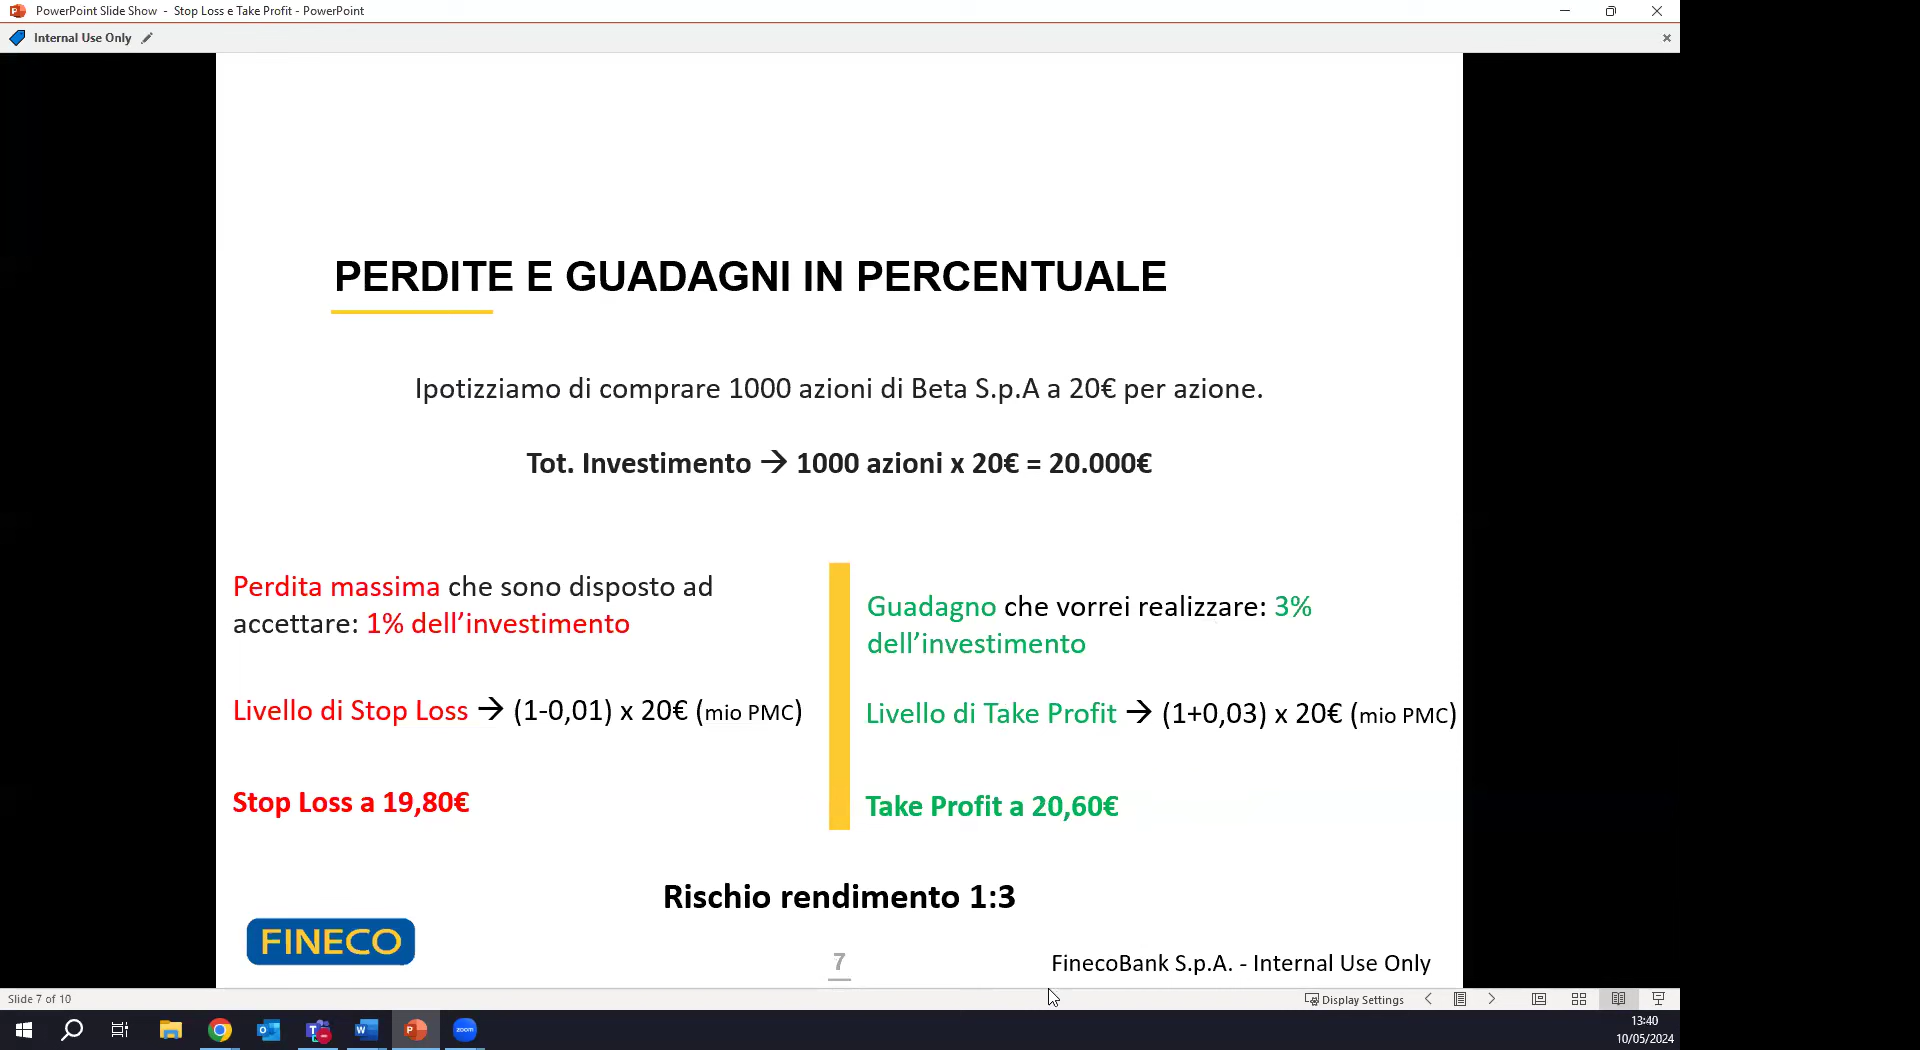 PowerPoint Slide Show - Stop Loss e Take Profit - PowerPoint
Internal Use Only
PERDITE E GUADAGNI IN PERCENTUALE
Ipotizziamo di comprare 1000 azioni di Beta S.p.A a 20€ per azione.
Tot. Investimento → 1000 azioni x 20€ = 20.000€
Perdita massima che sono disposto ad
accettare: 1% dell’investimento
Livello di Stop Loss → (1-0,01) x 20€ (mio PMC)
Stop Loss a 19,80€
Guadagno che vorrei realizzare: 3%
dell’investimento
Livello di Take Profit → (1+0,03) x 20€ (mio PMC)
Take Profit a 20,60€
Rischio rendimento 1:3
FINECO
7
FinecoBank S.p.A. - Internal Use Only
Slide 7 of 10
Display Settings
zoom
13:40
10/05/2024